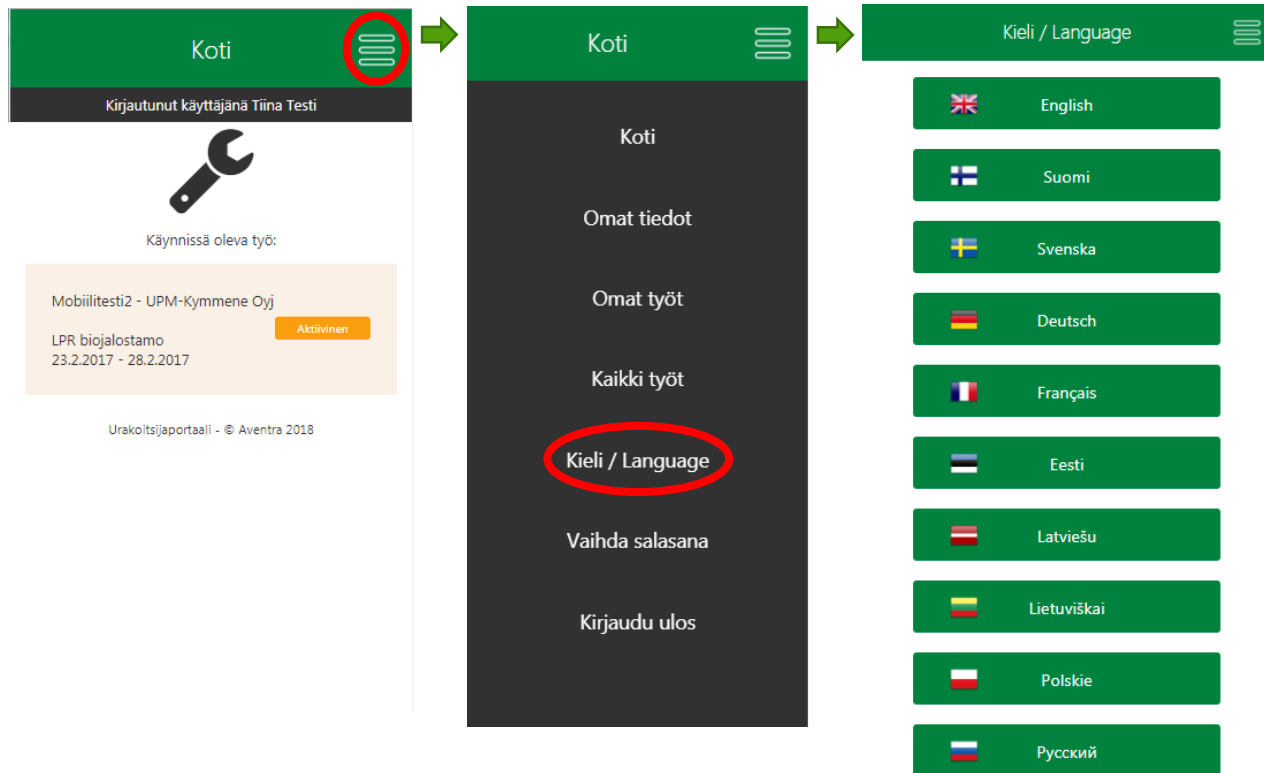 Koti
Kirjautunut käyttäjänä Tiina Testi
Käynnissä oleva työ:
Mobiilitesti2 - UPM-Kymmene Oyj
Aktiivinen
LPR biojalostamo
23.2.2017 - 28.2.2017
Urakoitsijaportaali - © Aventra 2018
Koti
Koti
Omat tiedot
Omat työt
Kaikki työt
Kieli / Language
Vaihda salasana
Kirjaudu ulos
Kieli / Language
English
Suomi
Svenska
Deutsch
Français
Eesti
Latviešu
Lietuviškai
Polskie
Русский